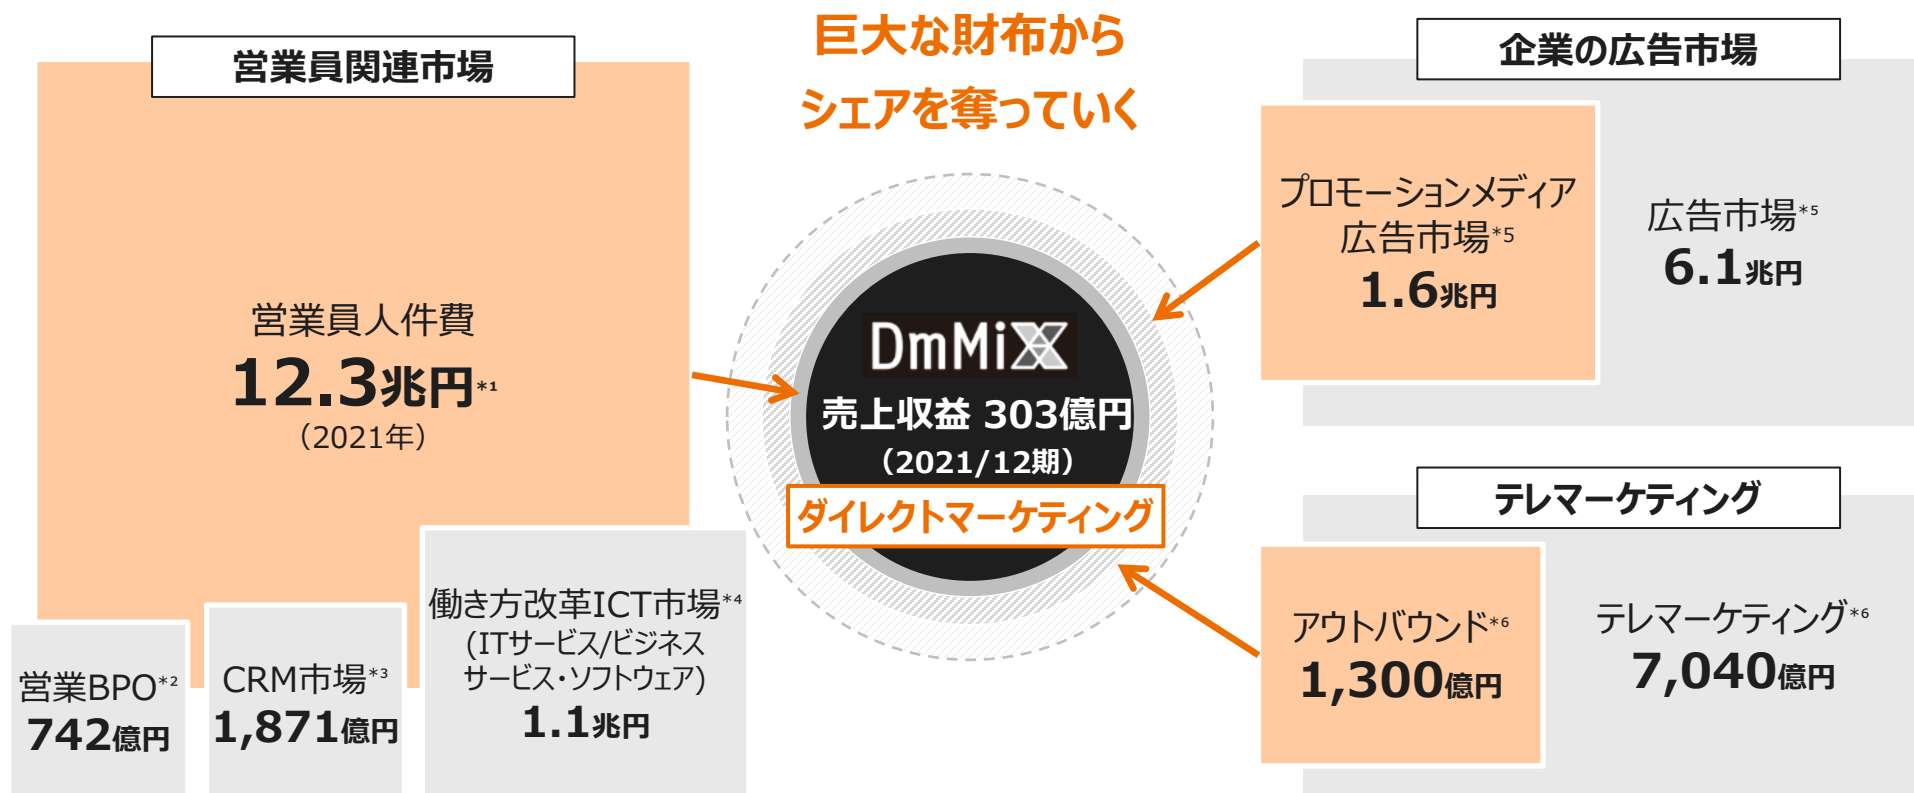 巨大な財布から
シェアを奪っていく
営業員関連市場
営業員人件費
12.3兆円*1
（2021年）
営業BPO*2
742億円
CRM市場*3
1,871億円
働き方改革ICT市場*4
(ITサービス/ビジネス
サービス・ソフトウェア)
1.1兆円
DmMiX
売上収益 303億円
（2021/12期）
ダイレクトマーケティング
企業の広告市場
プロモーションメディア
広告市場*5
1.6兆円
広告市場*5
6.1兆円
テレマーケティング
アウトバウンド*6
1,300億円
テレマーケティング*6
7,040億円